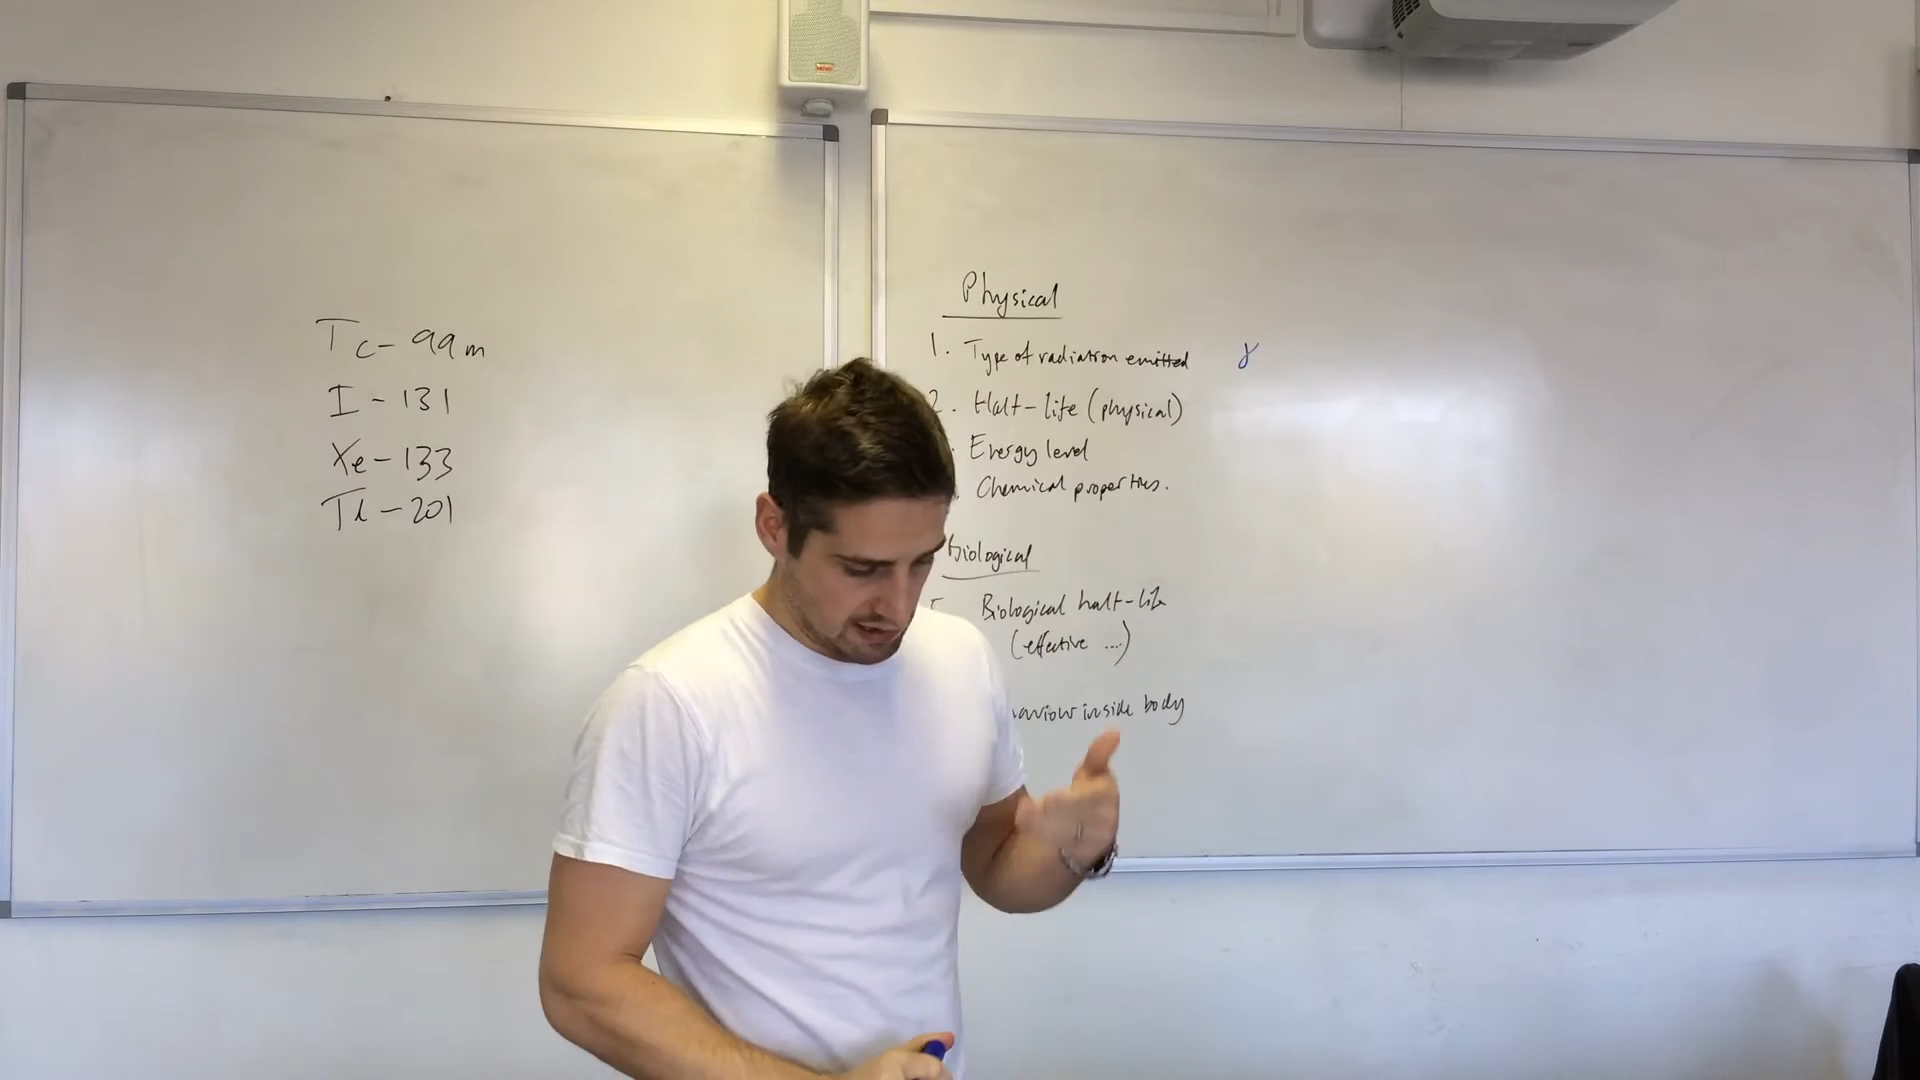 Tc-99m
I-131
Xe-133
Tl-201
Physical
1. Type of radiation emitted γ
2. Half-life (physical)
Energy level
Chemical properties.
Biological
Biological half-life
(effective ....)
inside body